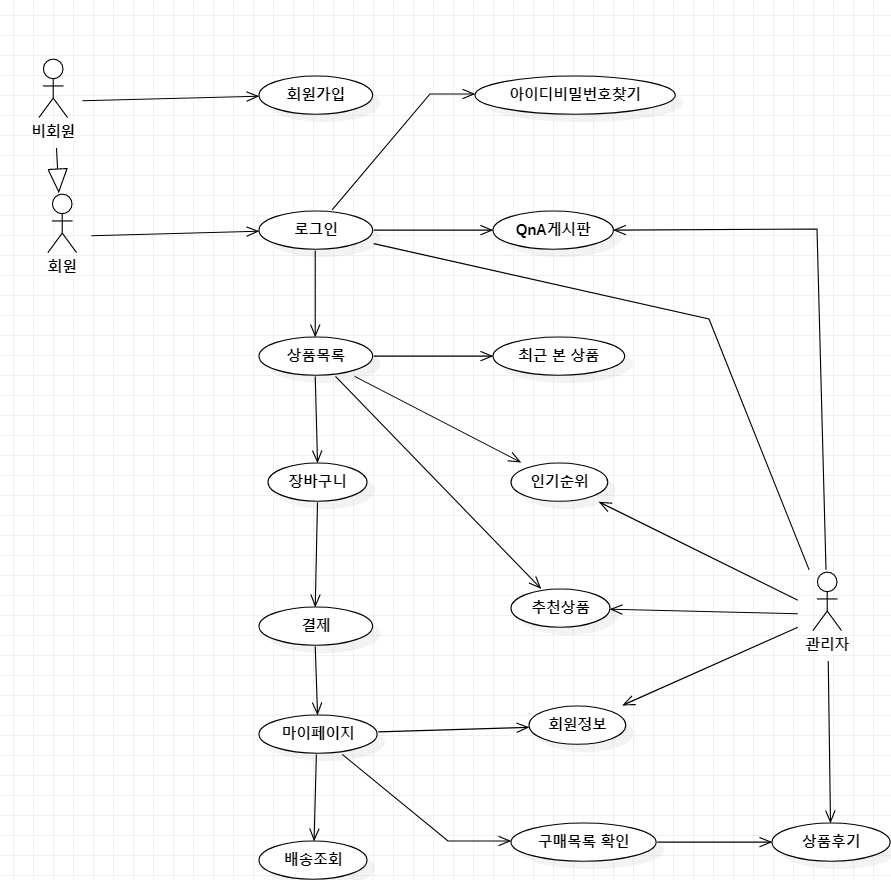 회원가입
아이디비밀번호찾기
비회원
로그인
QnA게시판
회원
상품목록
최근 본 상품
장바구니
인기순위
추천상품
결제
관리자
마이페이지
회원정보
구매목록 확인
상품후기
배송조회